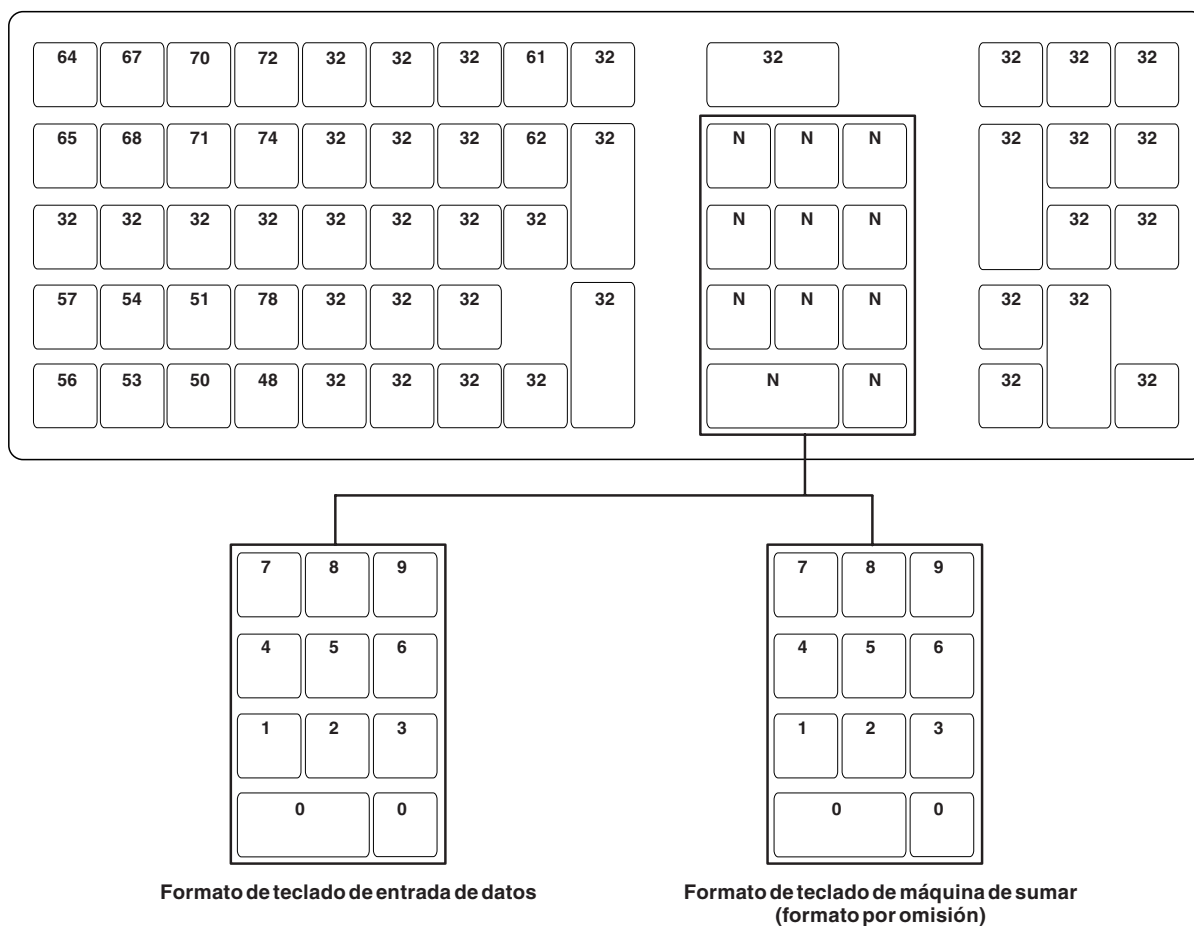 64 67 70 72 32 32 32 61 32 32 32 32 32
65 68 71 74 32 32 32 62 32 N N N 32 32 32
32 32 32 32 32 32 32 32 N N N 32 32
57 54 51 78 32 32 32 32 N N N 32 32
56 53 50 48 32 32 32 32 N N 32 32
7 8 9 7 8 9
4 5 6 4 5 6
1 2 3 1 2 3
0 0 0 0
Formato de teclado de entrada de datos Formato de teclado de máquina de sumar
(formato por omisión)